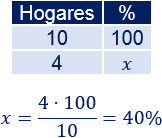 Hogares %
10 100
4 x
x = 4 · 100 / 10 = 40%